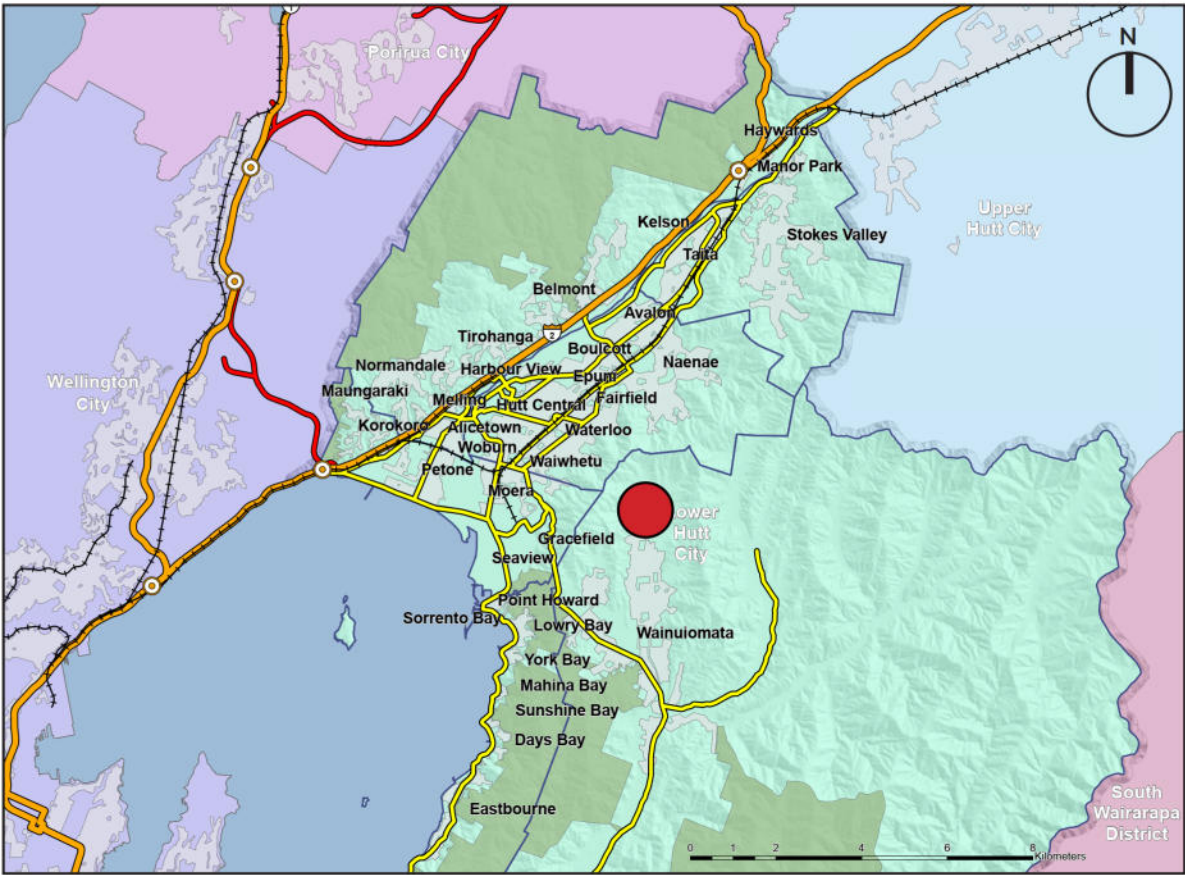 1
Porirua City
N
Haywards
Manor Park
Upper
Hutt City
Kelson
Stokes Valley
Taita
Belmont
Avalon
Tirohanga
2
Boulcott
Normandale
Harbour View
Naenae
Wellington
City
Maungaraki
Epuni
Melling
Hutt Central
Fairfield
Korokoro
Alicetown
Waterloo
Woburn
Petone
Waiwhetu
Moera
ower
Hutt
City
Gracefield
Seaview
Point Howard
Sorrento Bay
Lowry Bay
Wainuiomata
York Bay
Mahina Bay
Sunshine Bay
Days Bay
Eastbourne
South
Wairarapa
District
0 1 2 4 6 8
Kilometers